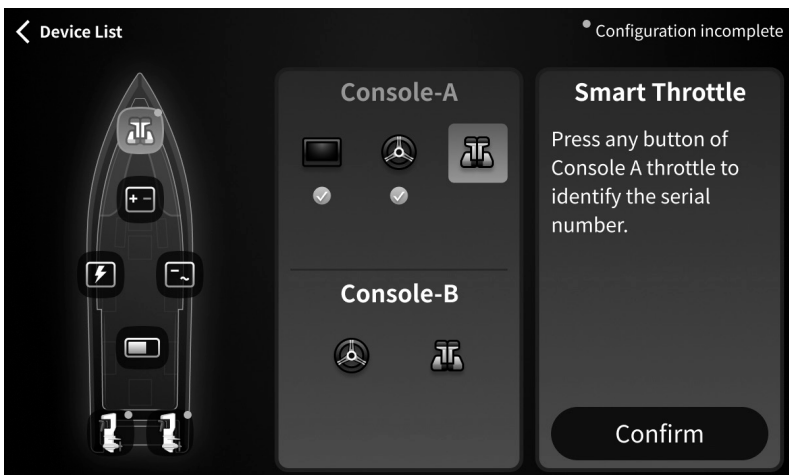 Device List
Configuration incomplete
Console-A
Console-B
Smart Throttle
Press any button of
Console A throttle to
identify the serial
number.
Confirm